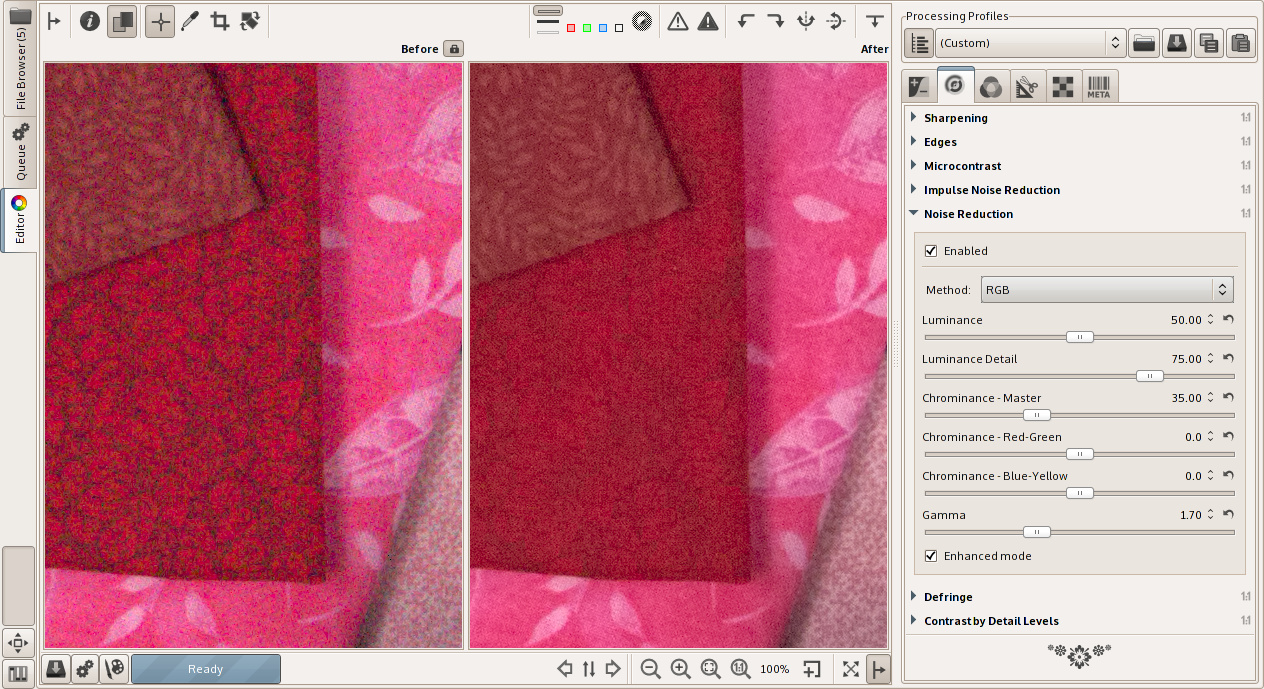 File Browser (5)
Queue
Editor
Before
After
Ready
100%
Processing Profiles
(Custom)
META
Sharpening 1:1
Edges 1:1
Microcontrast 1:1
Impulse Noise Reduction 1:1
Noise Reduction 1:1
Enabled
Method: RGB
Luminance 50.00
Luminance Detail 75.00
Chrominance - Master 35.00
Chrominance - Red-Green 0.0
Chrominance - Blue-Yellow 0.0
Gamma 1.70
Enhanced mode
Defringe 1:1
Contrast by Detail Levels 1:1